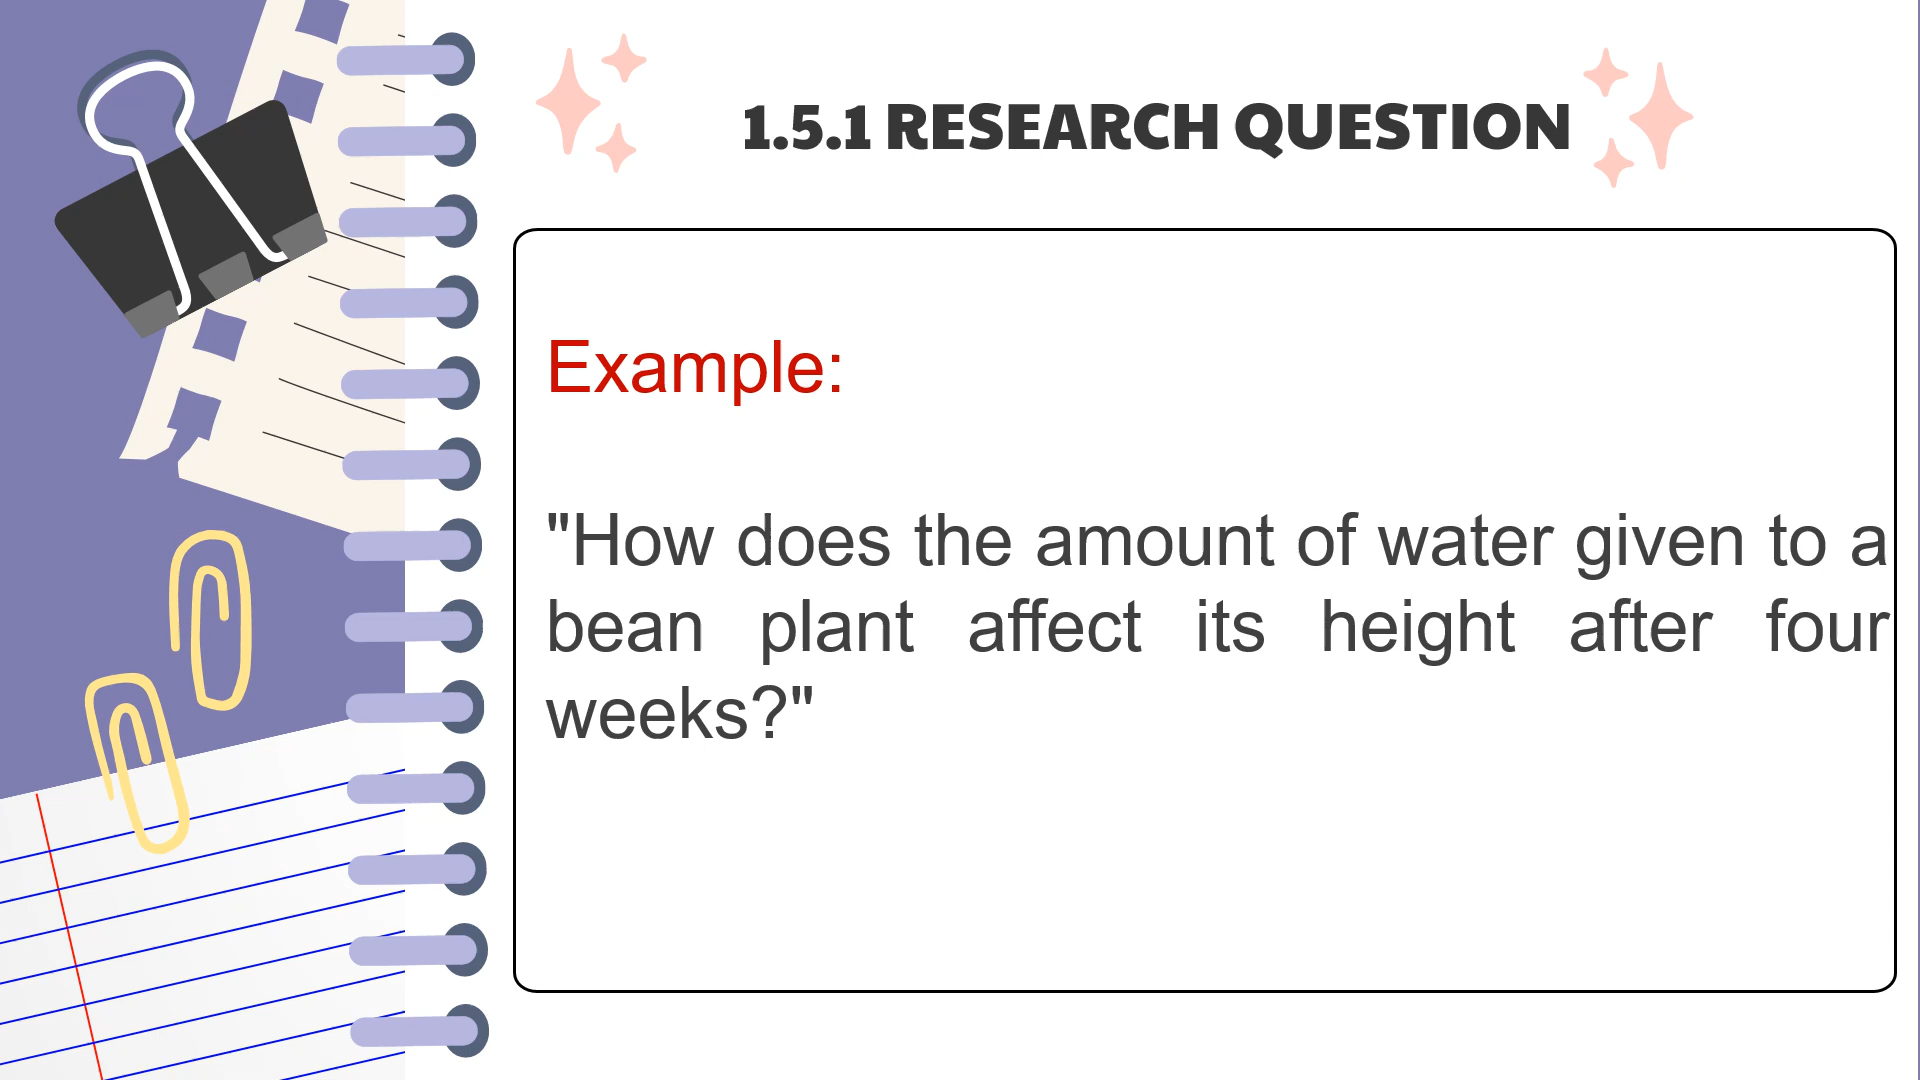 1.5.1 RESEARCH QUESTION
Example:
"How does the amount of water given to a
bean plant affect its height after four
weeks?"